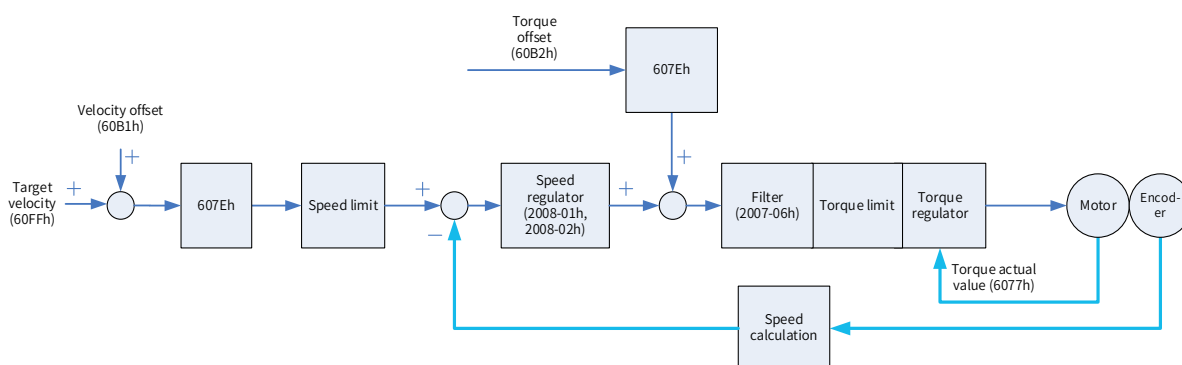 Torque
offset
(60B2h)
607Eh
Velocity offset
(60B1h)
+
+
Target
velocity
(60FFh)
+
607Eh
Speed limit
+
−
Speed
regulator
(2008-01h,
2008-02h)
+
Filter
(2007-06h)
Torque limit
Torque
regulator
Motor
Encod-
er
Torque actual
value (6077h)
Speed
calculation